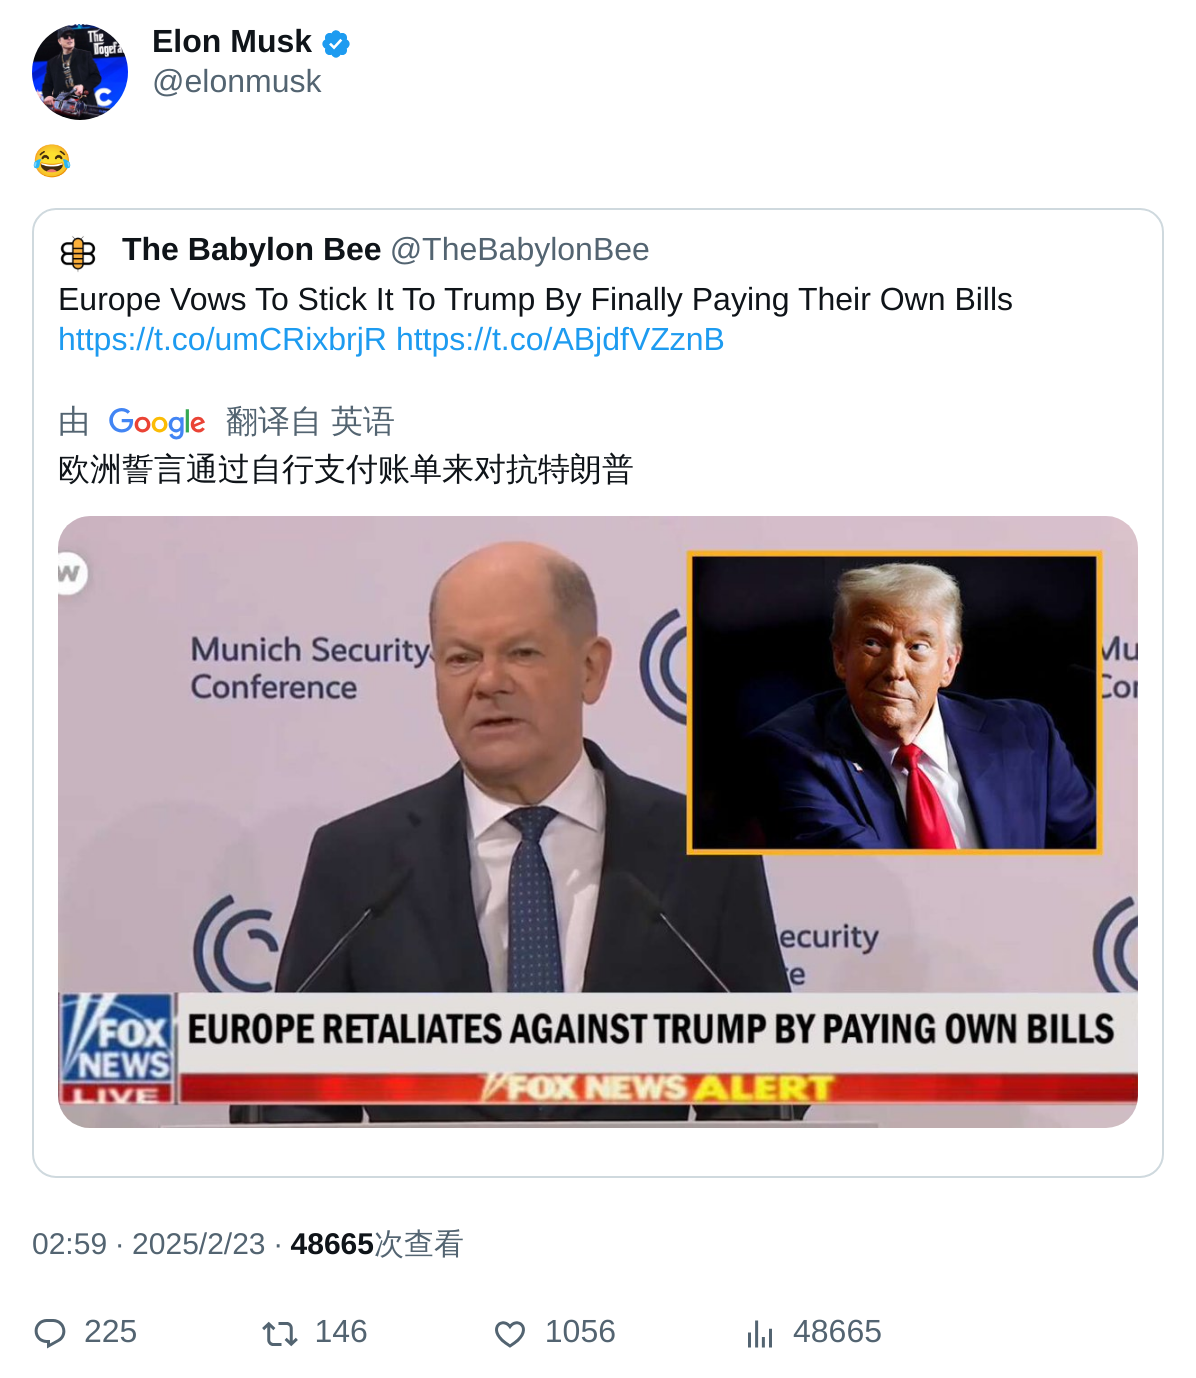 The
Dogefa
C
Elon Musk
@elonmusk
😂
The Babylon Bee @TheBabylonBee
Europe Vows To Stick It To Trump By Finally Paying Their Own Bills
https://t.co/umCRixbrjR https://t.co/ABjdfVZznB
由 Google 翻译自 英语
欧洲誓言通过自行支付账单来对抗特朗普
W
Munich Security
Conference
Mu
Con
ecurity
e
FOX
NEWS
LIVE
EUROPE RETALIATES AGAINST TRUMP BY PAYING OWN BILLS
FOX NEWS ALERT
02:59 · 2025/2/23 · 48665次查看
225 146 1056 48665